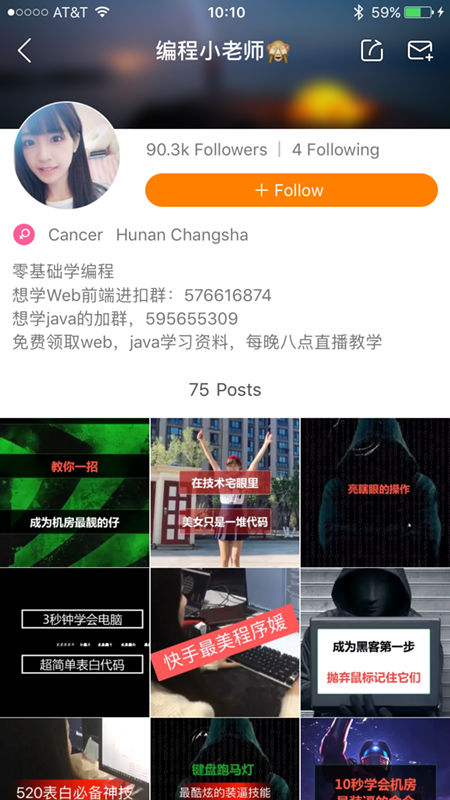 AT&T
10:10
59%
编程小老师🙈
90.3k Followers | 4 Following
+ Follow
Cancer Hunan Changsha
零基础学编程
想学Web前端进扣群：576616874
想学java的加群，595655309
免费领取web，java学习资料，每晚八点直播教学
75 Posts
教你一招
成为机房最靓的仔
在技术宅眼里
美女只是一堆代码
亮瞎眼的操作
3秒钟学会电脑
超简单表白代码
快手最美程序媛
成为黑客第一步
抛弃鼠标记住它们
520表白必备神技
键盘跑马灯
最酷炫的装逼技能
10秒学会机房